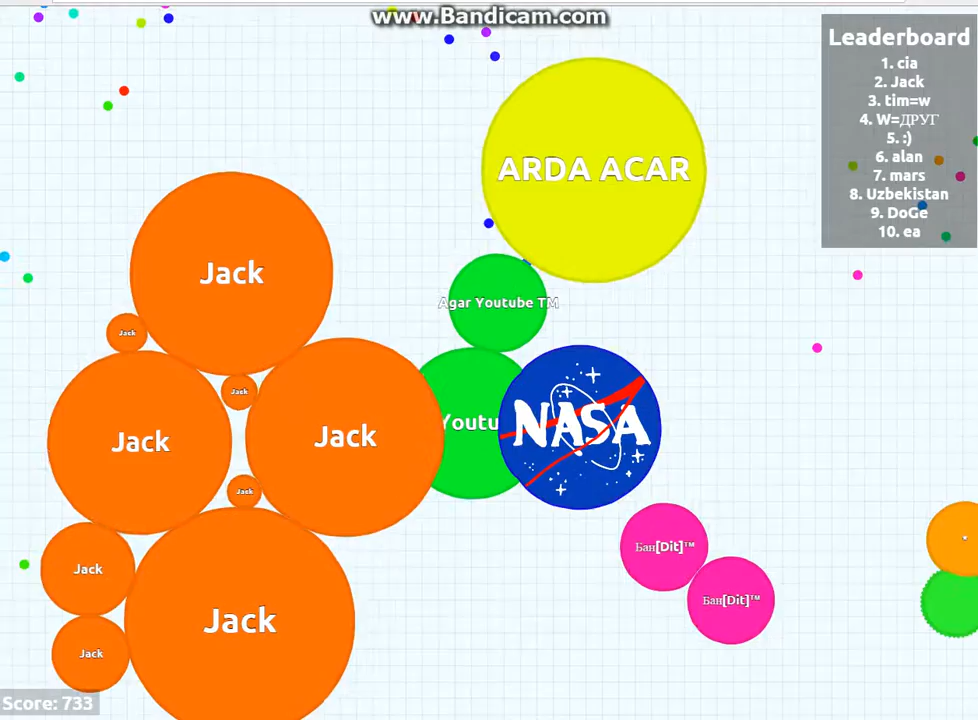 www.Bandicam.com
Leaderboard
1. cia
2. Jack
3. tim=w
4. W=ДРУГ
5. :)
6. alan
7. mars
8. Uzbekistan
9. DoGe
10. ea
ARDA ACAR
Jack
Agar Youtube TM
Jack
Jack
Jack
Jack
Youtu
NASA
Jack
Jack
Бан[Dit]™
Jack
Бан[Dit]™
Jack
Jack
Score: 733